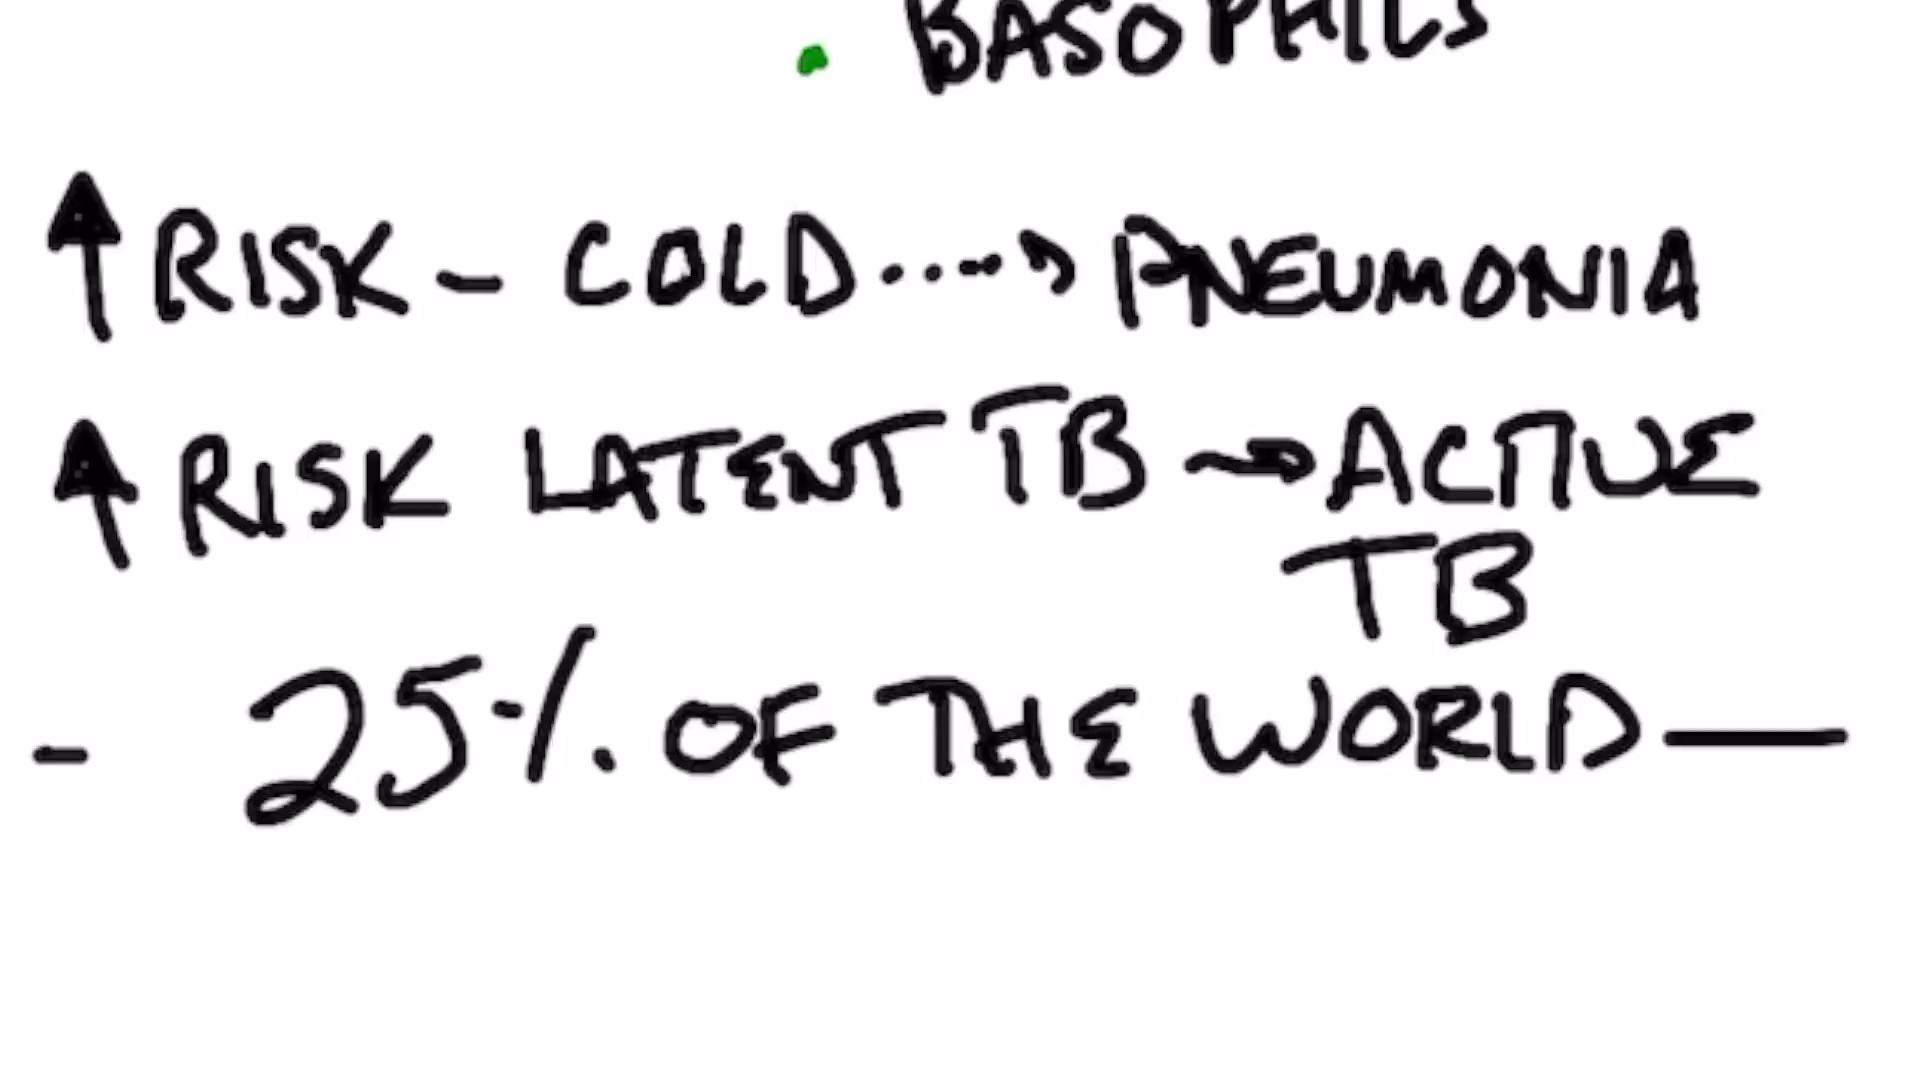 • BASOPHILS
↑ RISK - COLD ....→ PNEUMONIA
↑ RISK LATENT TB → ACTIVE
TB
- 25% OF THE WORLD —